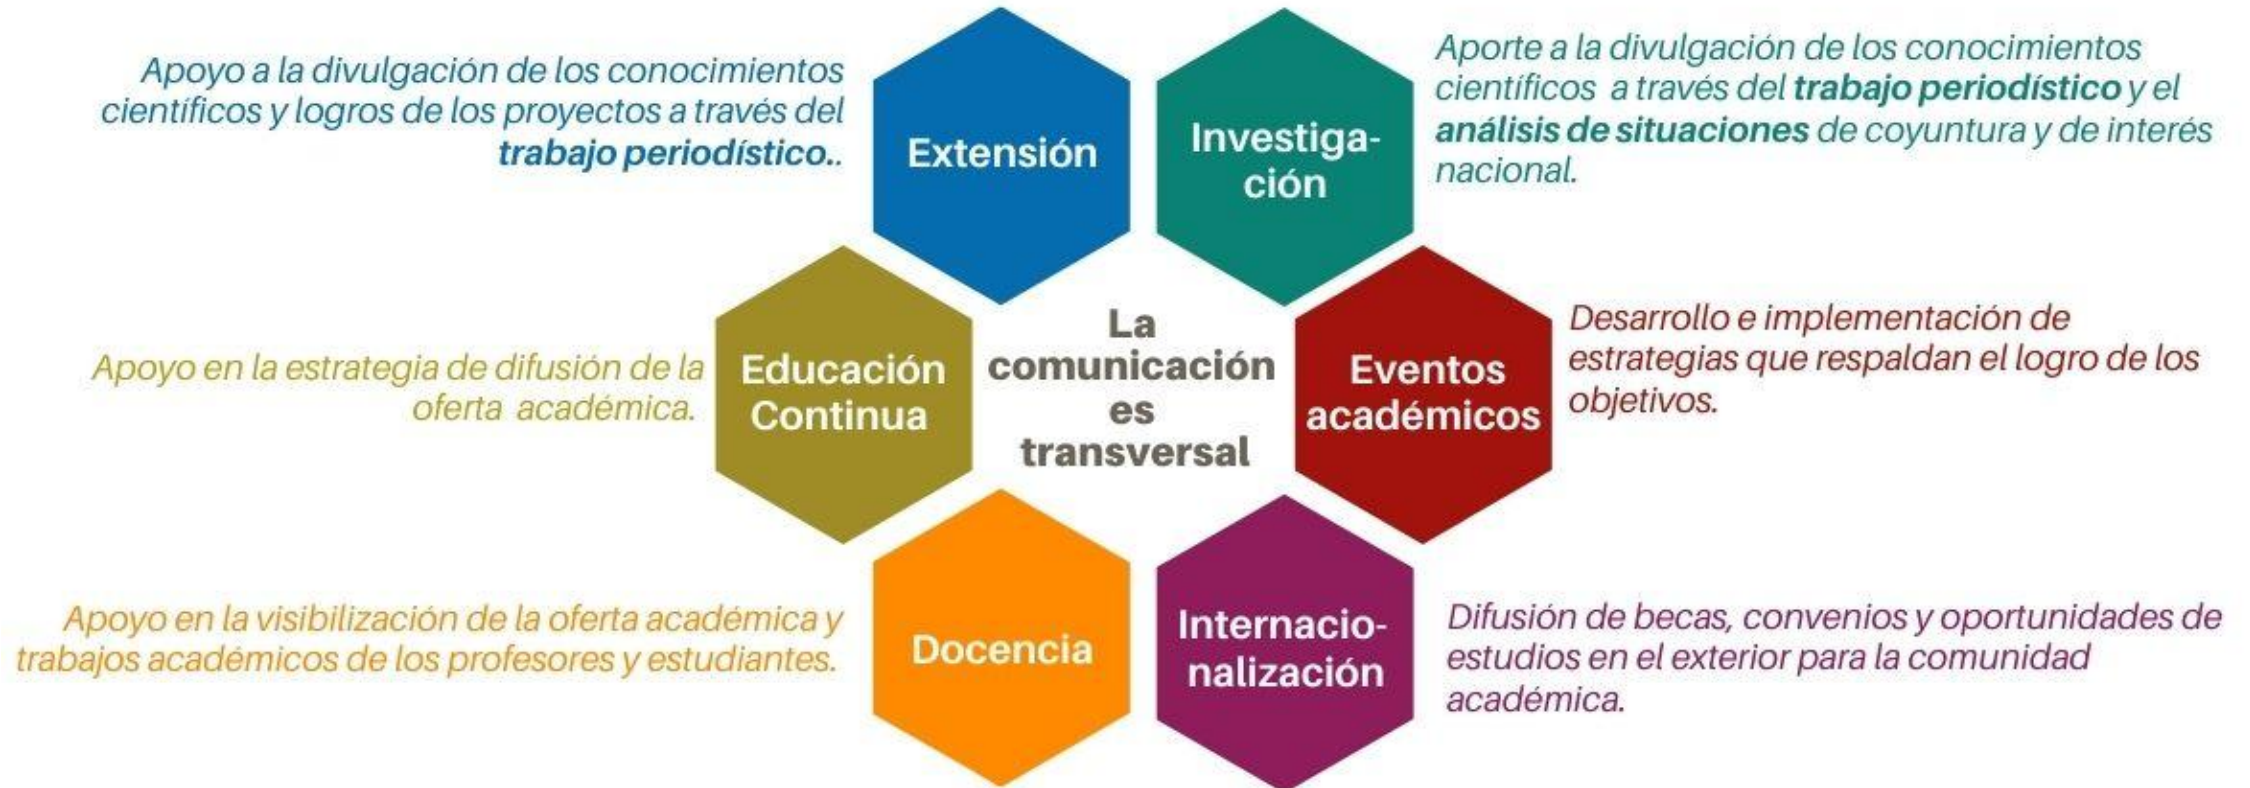 Apoyo a la divulgación de los conocimientos
científicos y logros de los proyectos a través del
trabajo periodístico..
Extensión
Investiga-
ción
Aporte a la divulgación de los conocimientos
científicos a través del trabajo periodístico y el
análisis de situaciones de coyuntura y de interés
nacional.
Apoyo en la estrategia de difusión de la
oferta académica.
Educación
Continua
La
comunicación
es
transversal
Eventos
académicos
Desarrollo e implementación de
estrategias que respaldan el logro de los
objetivos.
Apoyo en la visibilización de la oferta académica y
trabajos académicos de los profesores y estudiantes.
Docencia
Internacio-
nalización
Difusión de becas, convenios y oportunidades de
estudios en el exterior para la comunidad
académica.